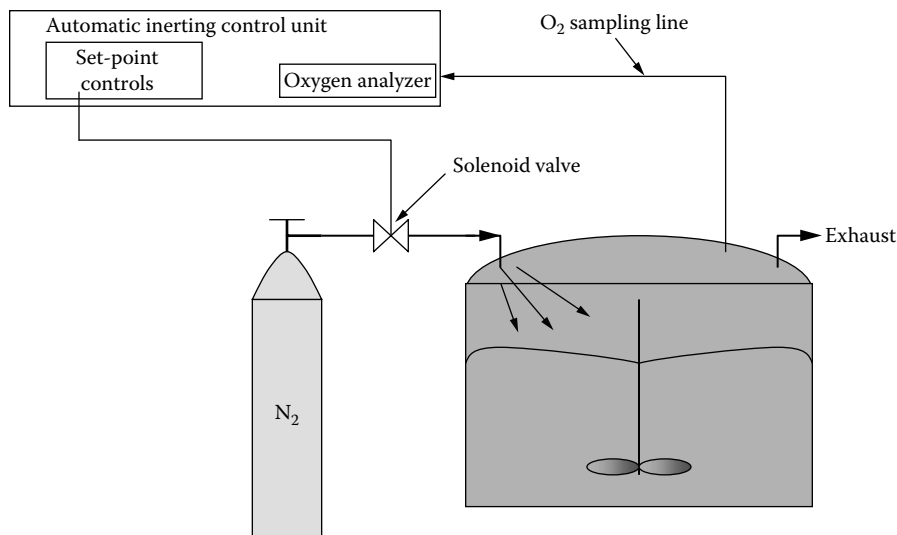 Automatic inerting control unit
Set-point
controls
Oxygen analyzer
O₂ sampling line
Solenoid valve
Exhaust
N₂